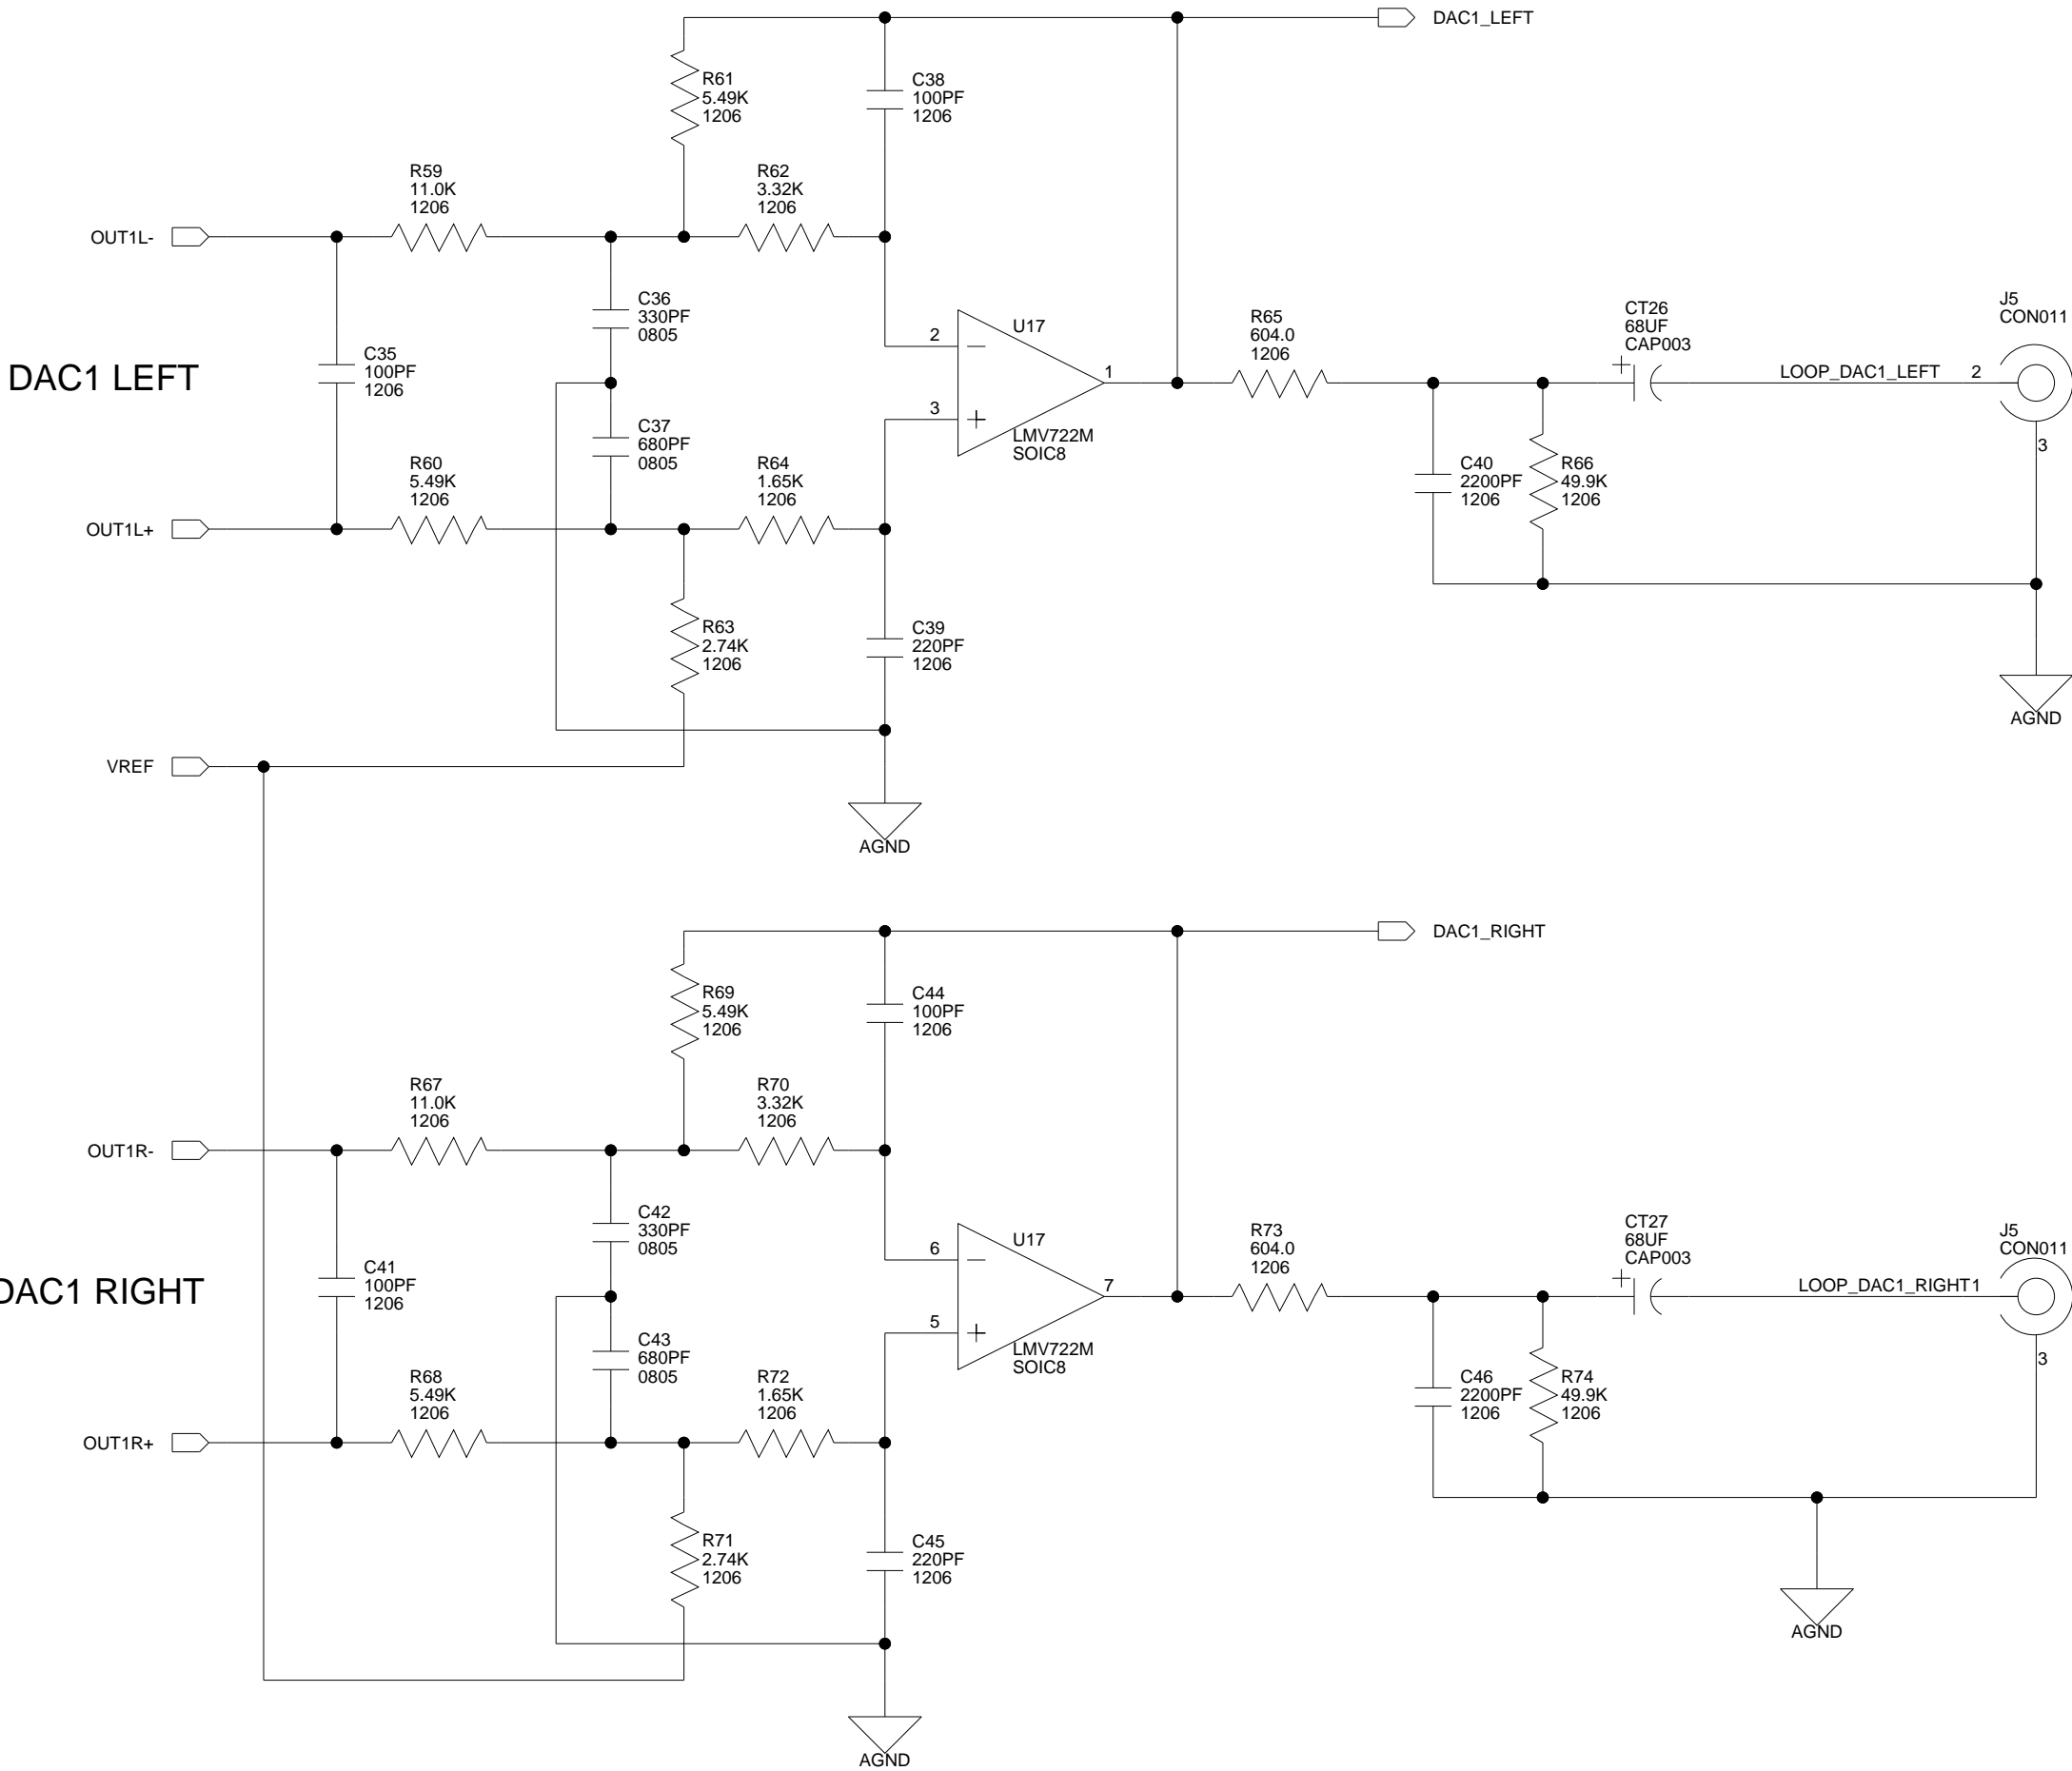 DAC1_LEFT
R61
5.49K
1206
C38
100PF
1206
R59
11.0K
1206
R62
3.32K
1206
OUT1L-
C36
330PF
0805
U17
2
3
1
LMV722M
SOIC8
R65
604.0
1206
CT26
68UF
CAP003
J5
CON011
LOOP_DAC1_LEFT
2
3
DAC1 LEFT
C35
100PF
1206
C37
680PF
0805
R60
5.49K
1206
R64
1.65K
1206
C40
2200PF
1206
R66
49.9K
1206
OUT1L+
R63
2.74K
1206
C39
220PF
1206
AGND
VREF
AGND
DAC1_RIGHT
R69
5.49K
1206
C44
100PF
1206
R67
11.0K
1206
R70
3.32K
1206
OUT1R-
C42
330PF
0805
U17
6
5
7
LMV722M
SOIC8
R73
604.0
1206
CT27
68UF
CAP003
J5
CON011
LOOP_DAC1_RIGHT1
3
DAC1 RIGHT
C41
100PF
1206
C43
680PF
0805
R68
5.49K
1206
R72
1.65K
1206
C46
2200PF
1206
R74
49.9K
1206
OUT1R+
R71
2.74K
1206
C45
220PF
1206
AGND
AGND